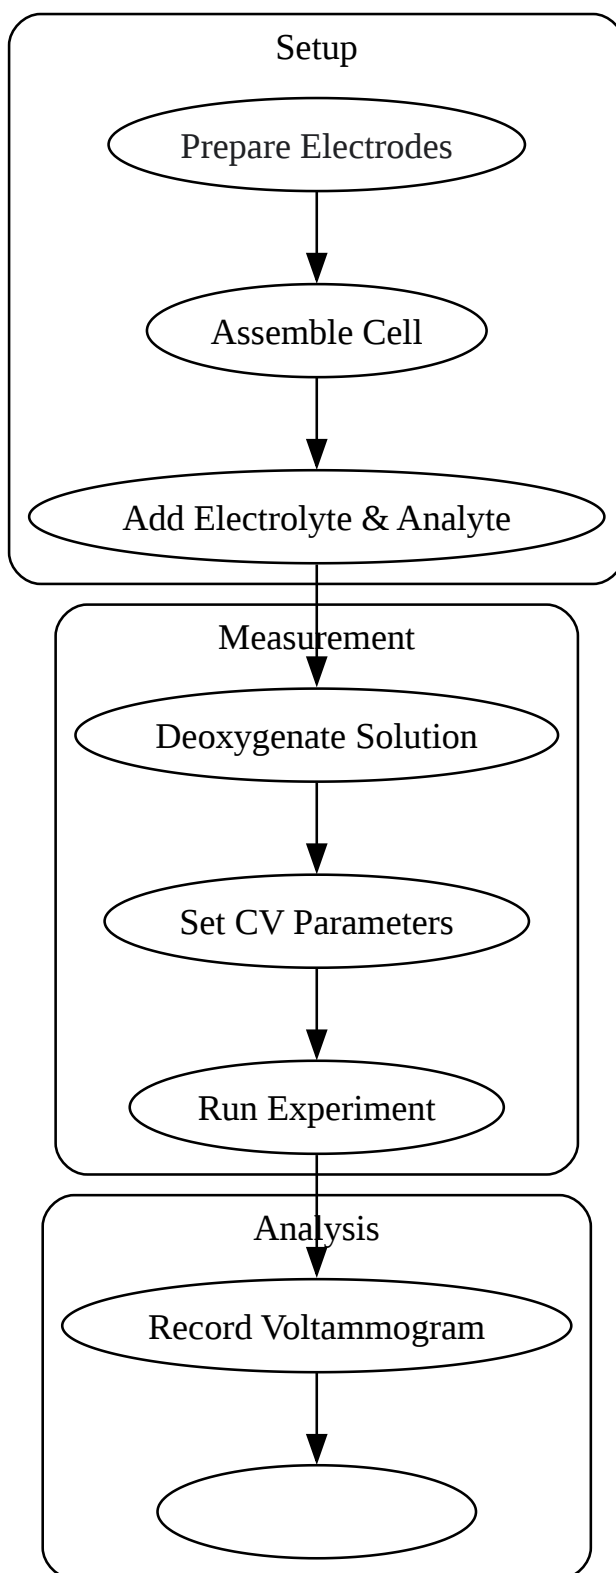 Setup
Prepare Electrodes
Assemble Cell
Add Electrolyte & Analyte
Measurement
Deoxygenate Solution
Set CV Parameters
Run Experiment
Analysis
Record Voltammogram